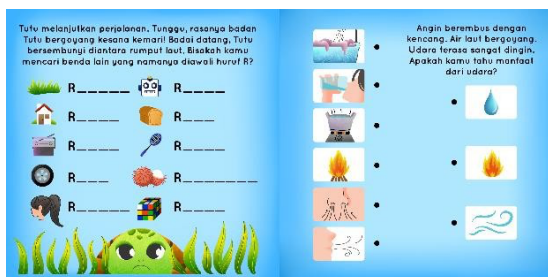 Tutu melanjutkan perjalanan. Tunggu, rasanya badan
Tutu bergoyang kesana kemari! Badai datang. Tutu
bersembunyi diantara rumput laut. Bisakah kamu
mencari benda lain yang namanya diawali huruf R?
R_____ R____
R____ R___
R____ R_____
R___ R_______
R_____ R_____
Angin berembus dengan
kencang. Air laut bergoyang.
Udara terasa sangat dingin.
Apakah kamu tahu manfaat
dari udara?